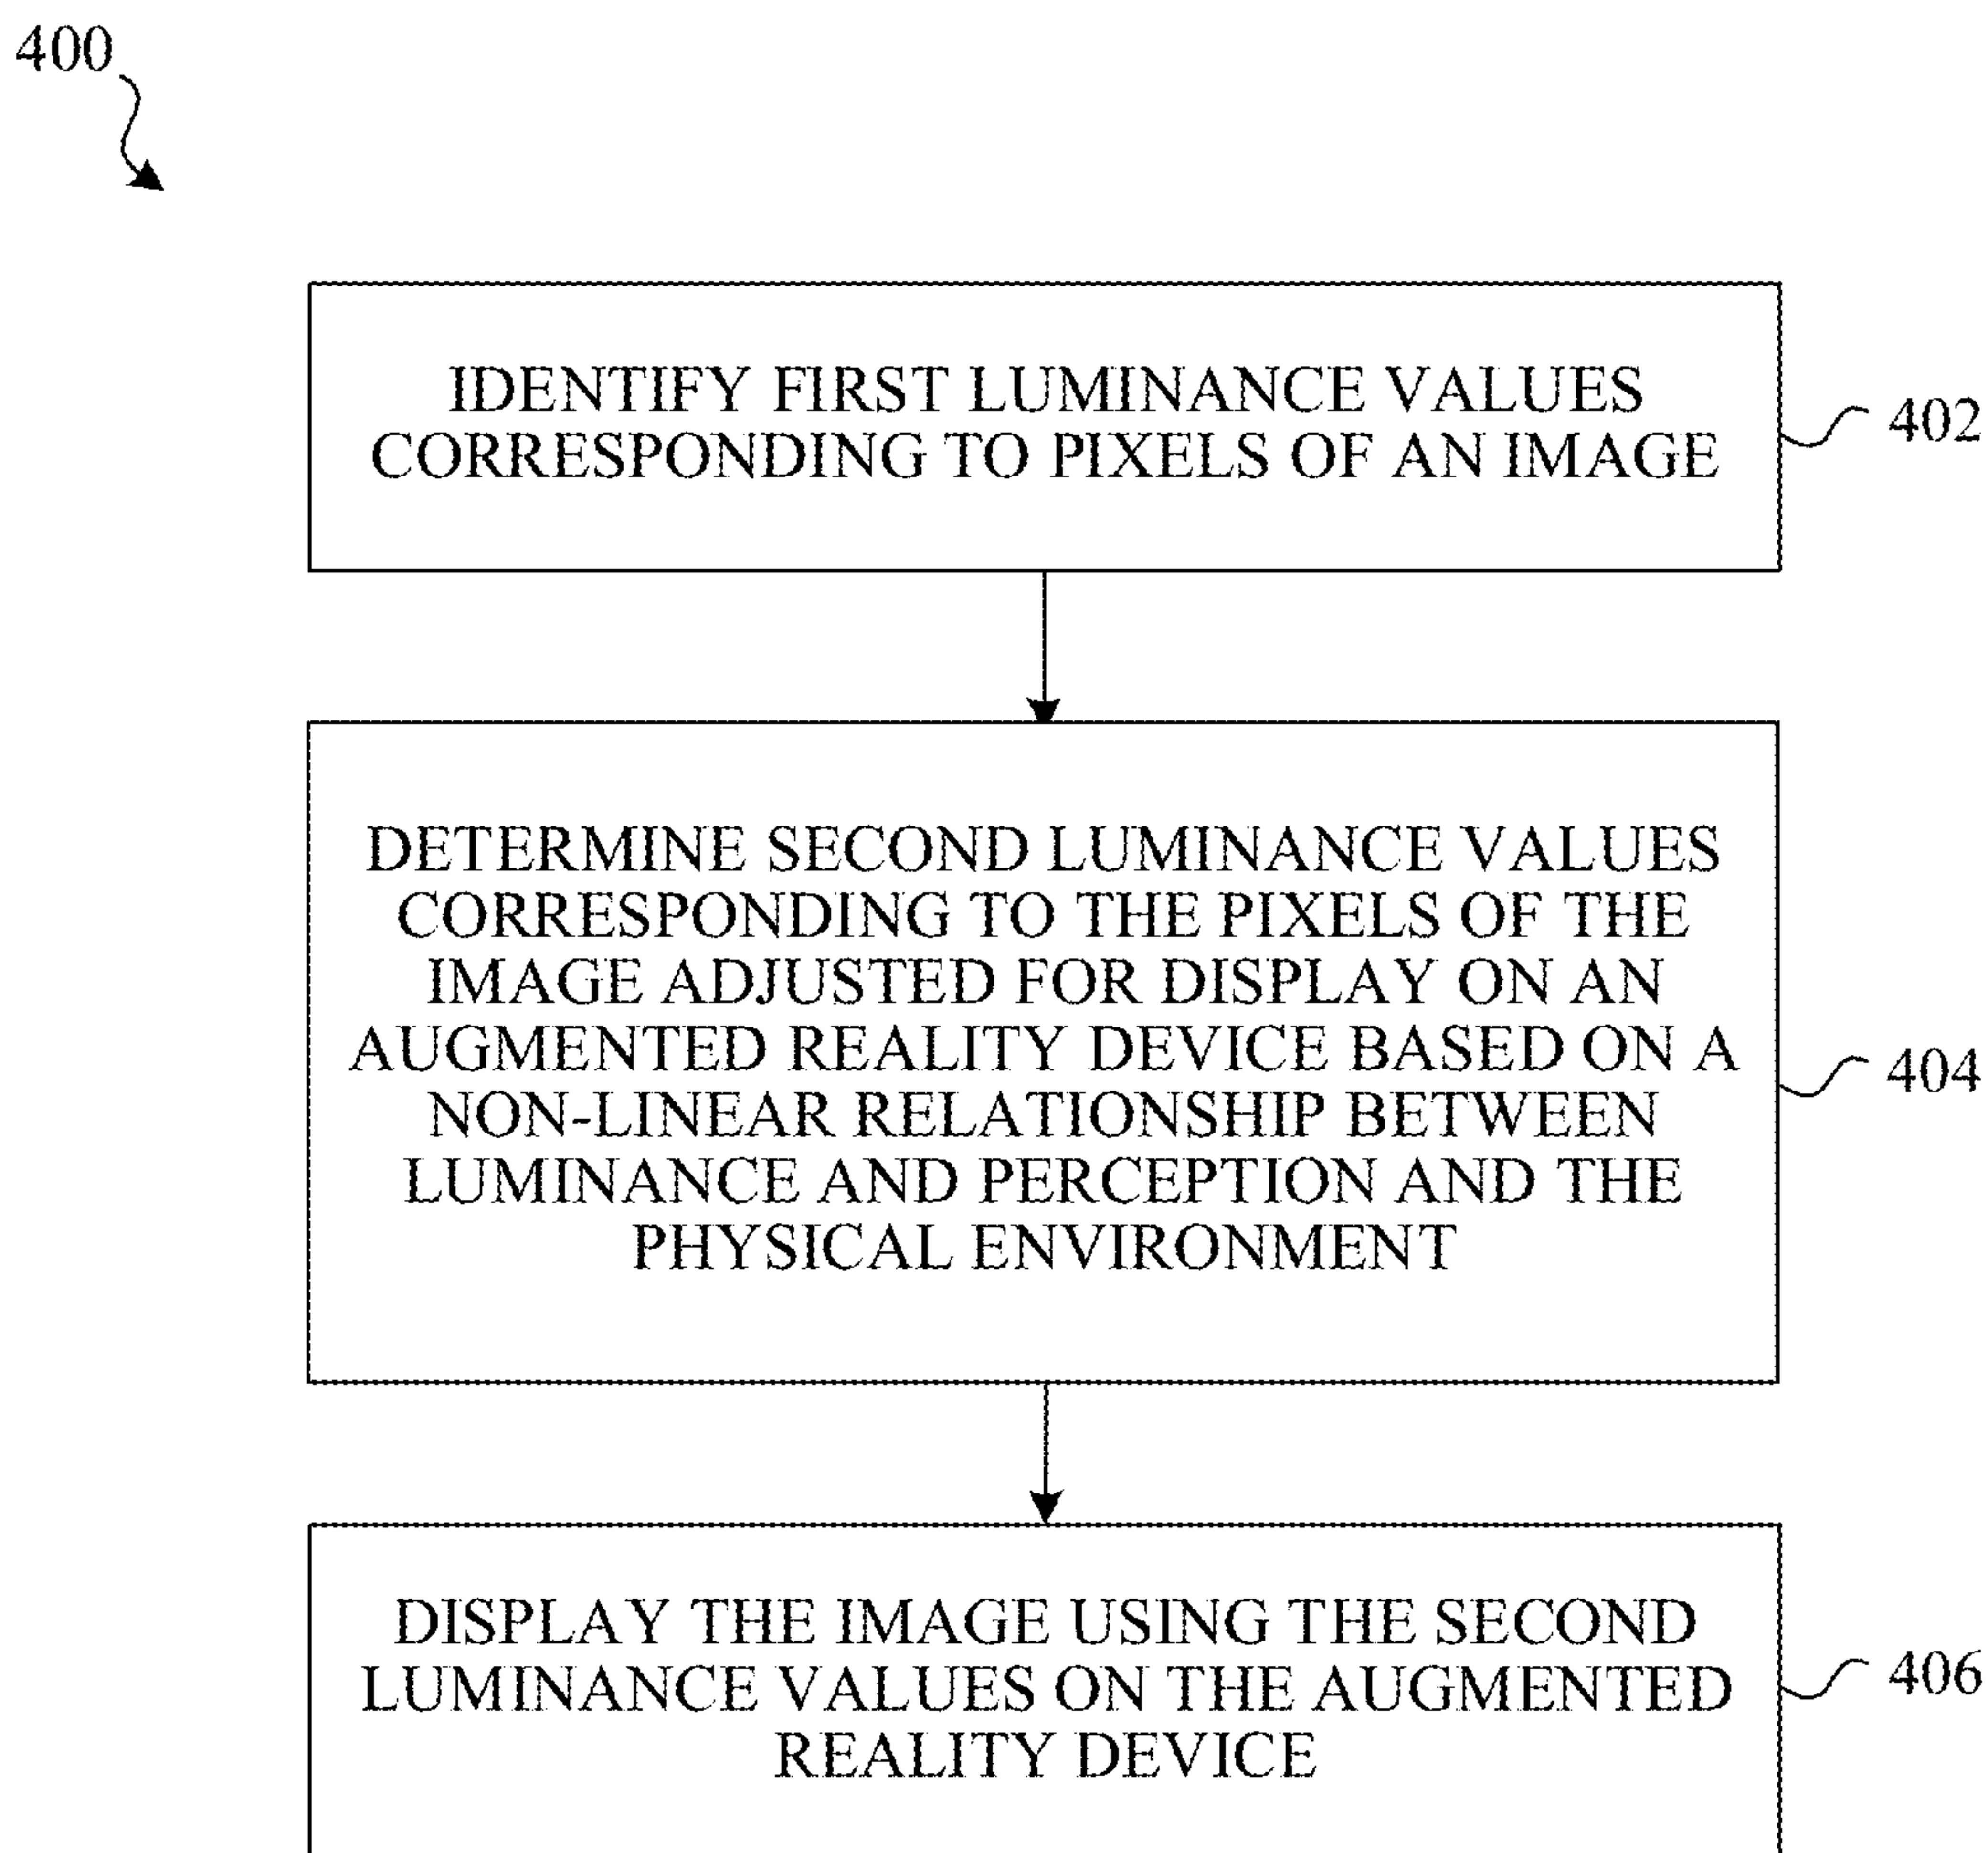 400
IDENTIFY FIRST LUMINANCE VALUES
CORRESPONDING TO PIXELS OF AN IMAGE
402
DETERMINE SECOND LUMINANCE VALUES
CORRESPONDING TO THE PIXELS OF THE
IMAGE ADJUSTED FOR DISPLAY ON AN
AUGMENTED REALITY DEVICE BASED ON A
NON-LINEAR RELATIONSHIP BETWEEN
LUMINANCE AND PERCEPTION AND THE
PHYSICAL ENVIRONMENT
404
DISPLAY THE IMAGE USING THE SECOND
LUMINANCE VALUES ON THE AUGMENTED
REALITY DEVICE
406